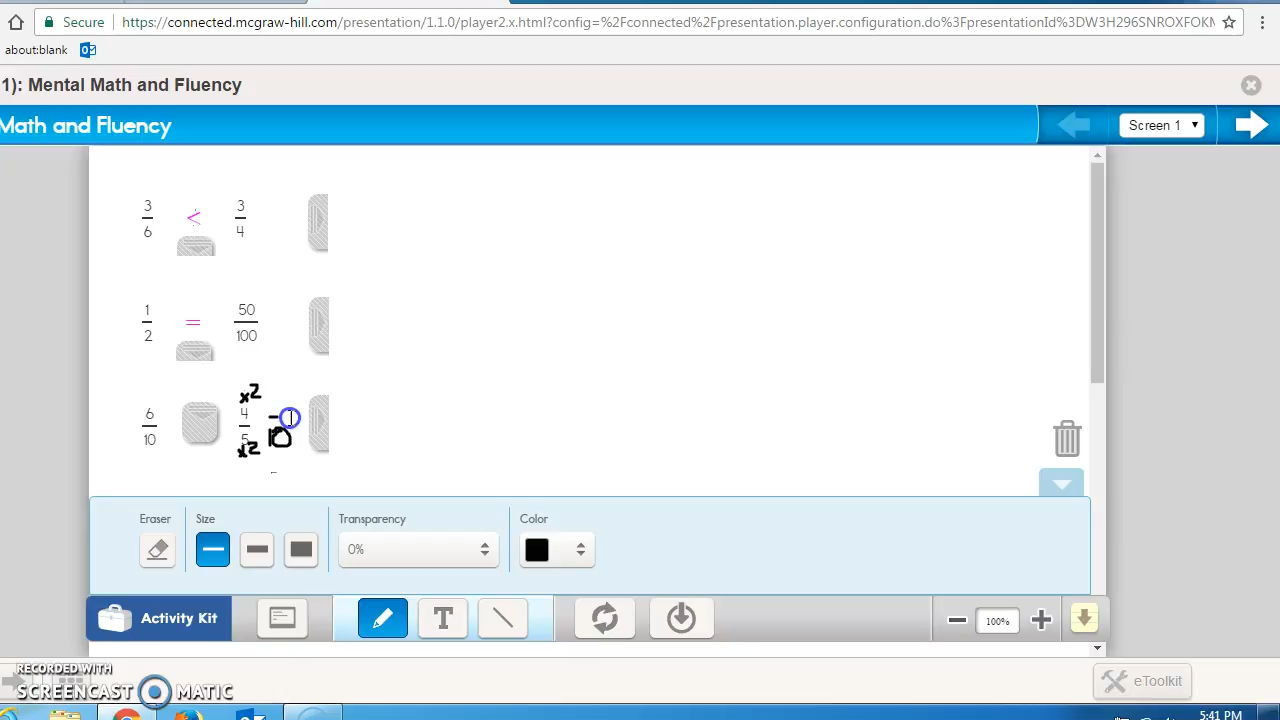 Secure https://connected.mcgraw-hill.com/presentation/1.1.0/player2.x.html?config=%2Fconnected%2Fpresentation.player.configuration.do%3FpresentationId%3DW3H296SNROXFOKM
about:blank
1): Mental Math and Fluency
Math and Fluency
Screen 1
3/6 < 3/4
1/2 = 50/100
x2
6/10 4/5 10
x2
Eraser Size Transparency Color
0%
Activity Kit T 100%
RECORDED WITH
SCREENCAST MATIC
eToolkit
5:41 PM